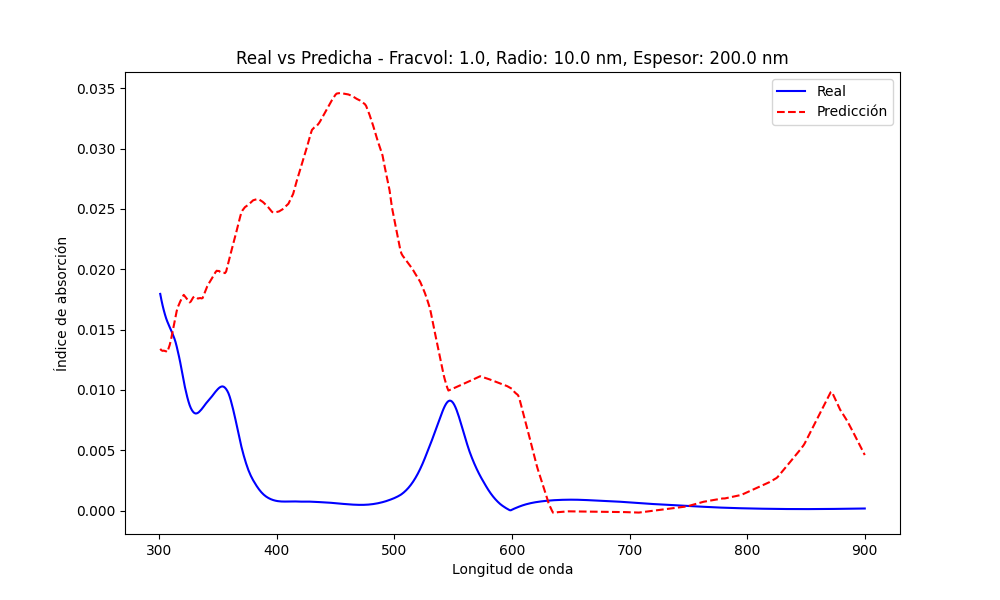 Real vs Predicha - Fracvol: 1.0, Radio: 10.0 nm, Espesor: 200.0 nm
Real
Predicción
Índice de absorción
0.035
0.030
0.025
0.020
0.015
0.010
0.005
0.000
300 400 500 600 700 800 900
Longitud de onda